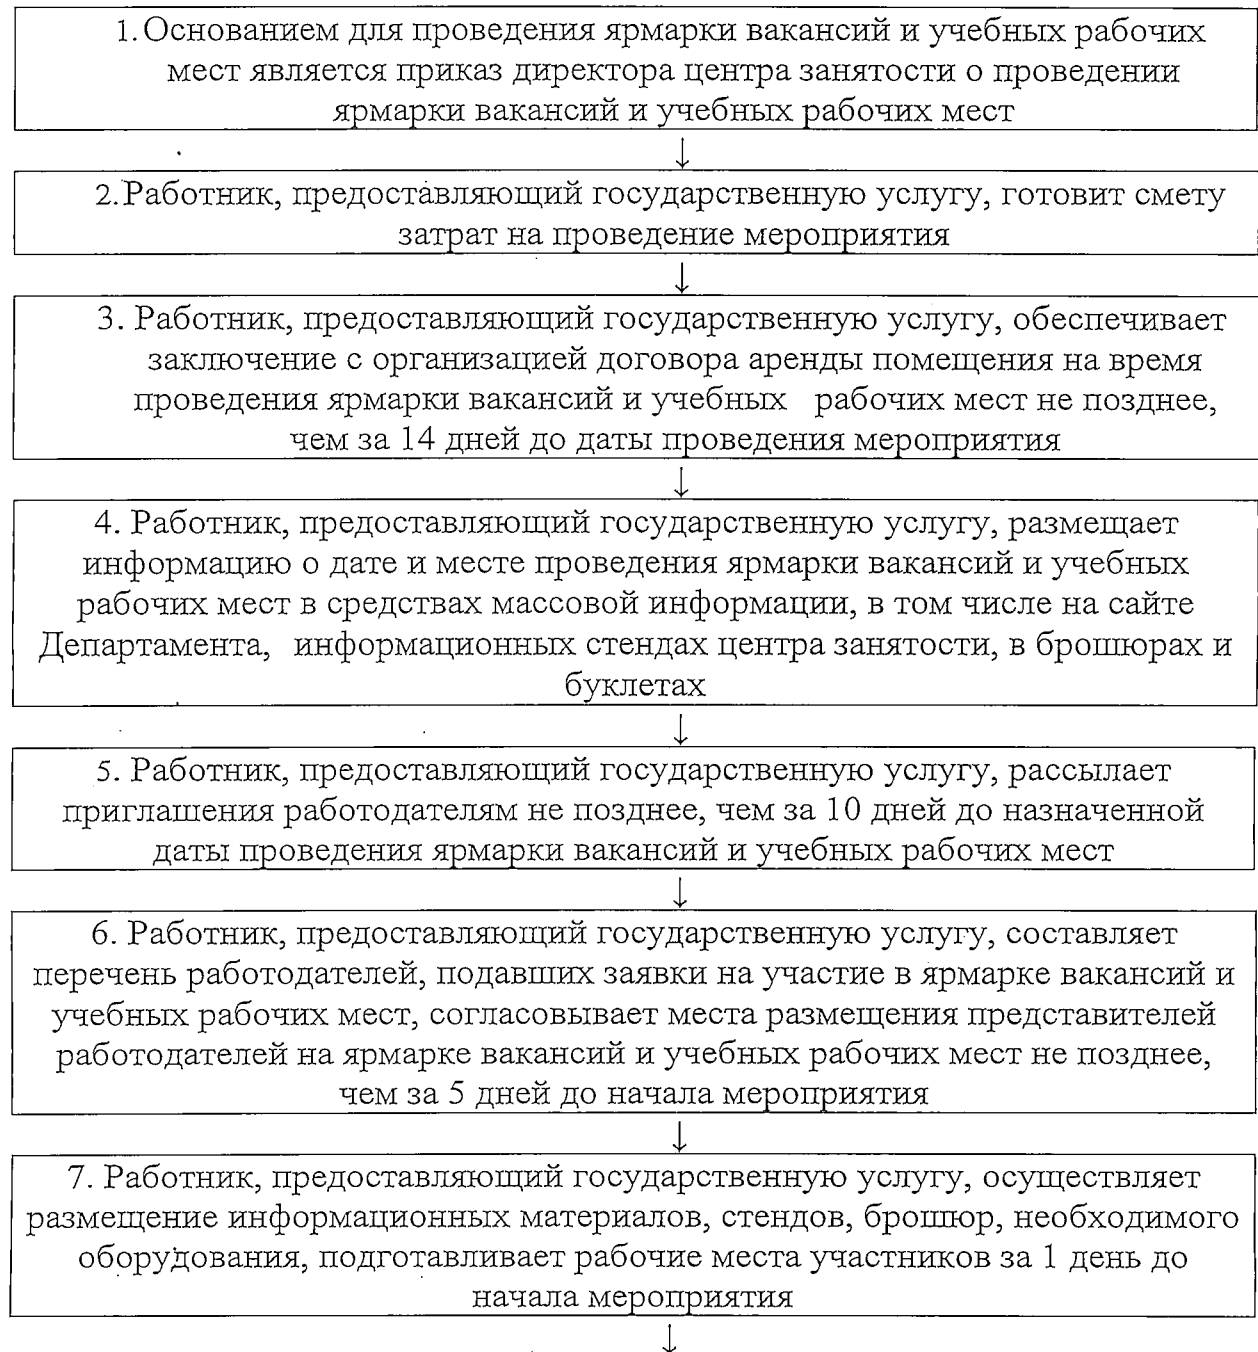 1. Основанием для проведения ярмарки вакансий и учебных рабочих
мест является приказ директора центра занятости о проведении
ярмарки вакансий и учебных рабочих мест
↓
2. Работник, предоставляющий государственную услугу, готовит смету
затрат на проведение мероприятия
↓
3. Работник, предоставляющий государственную услугу, обеспечивает
заключение с организацией договора аренды помещения на время
проведения ярмарки вакансий и учебных рабочих мест не позднее,
чем за 14 дней до даты проведения мероприятия
↓
4. Работник, предоставляющий государственную услугу, размещает
информацию о дате и месте проведения ярмарки вакансий и учебных
рабочих мест в средствах массовой информации, в том числе на сайте
Департамента, информационных стендах центра занятости, в брошюрах и
буклетах
↓
5. Работник, предоставляющий государственную услугу, рассылает
приглашения работодателям не позднее, чем за 10 дней до назначенной
даты проведения ярмарки вакансий и учебных рабочих мест
↓
6. Работник, предоставляющий государственную услугу, составляет
перечень работодателей, подавших заявки на участие в ярмарке вакансий и
учебных рабочих мест, согласовывает места размещения представителей
работодателей на ярмарке вакансий и учебных рабочих мест не позднее,
чем за 5 дней до начала мероприятия
↓
7. Работник, предоставляющий государственную услугу, осуществляет
размещение информационных материалов, стендов, брошюр, необходимого
оборудования, подготавливает рабочие места участников за 1 день до
начала мероприятия
↓